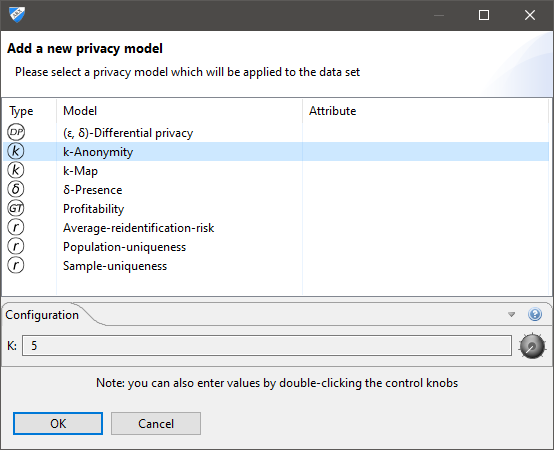 Add a new privacy model
Please select a privacy model which will be applied to the data set
Type Model Attribute
DP (ε, δ)-Differential privacy
k k-Anonymity
k k-Map
δ δ-Presence
GT Profitability
r Average-reidentification-risk
r Population-uniqueness
r Sample-uniqueness
Configuration ?
K: 5
Note: you can also enter values by double-clicking the control knobs
OK Cancel